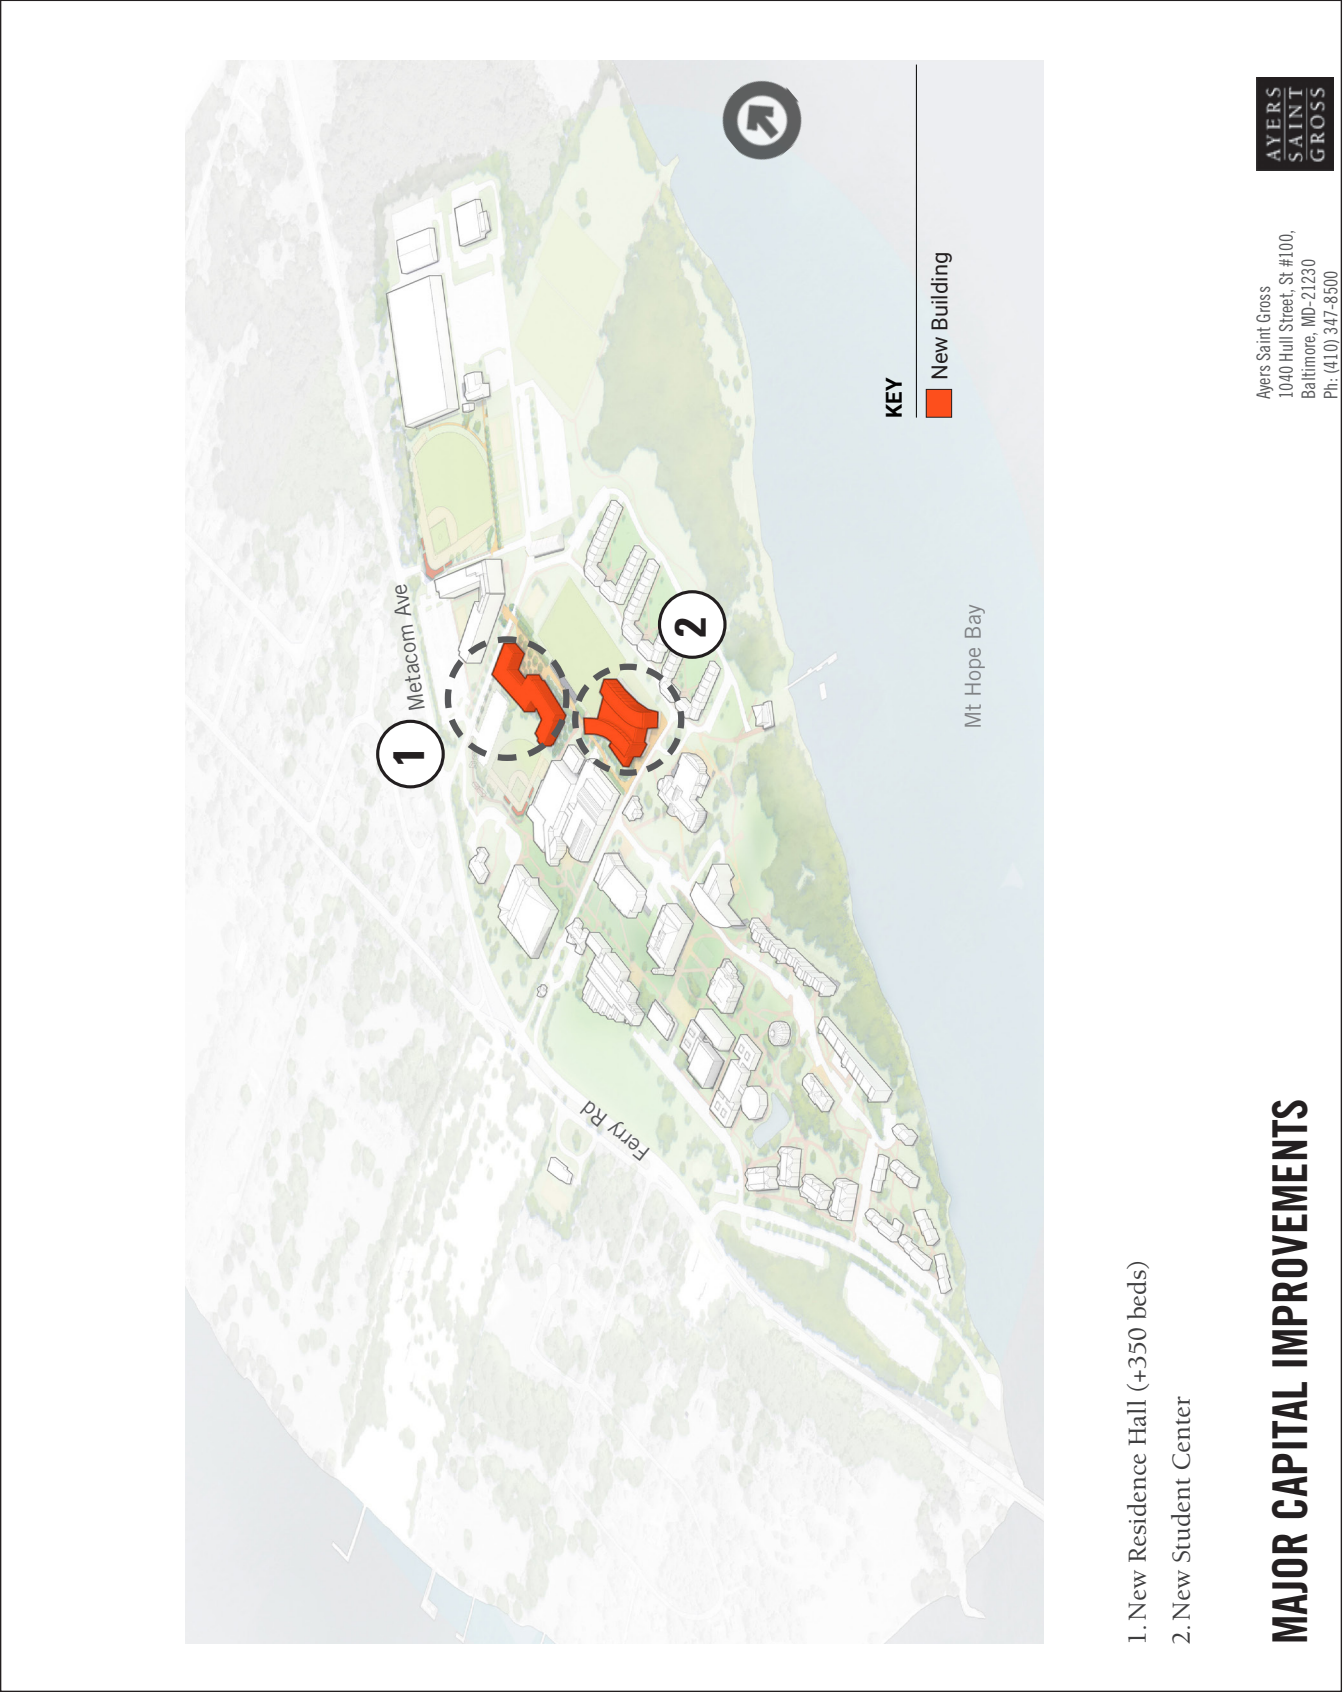 Metacom Ave
1
2
Ferry Rd
Mt Hope Bay
KEY
New Building
1. New Residence Hall (+350 beds)
2. New Student Center
MAJOR CAPITAL IMPROVEMENTS
Ayers Saint Gross
1040 Hull Street, St #100,
Baltimore, MD-21230
Ph: (410) 347-8500
AYERS
SAINT
GROSS